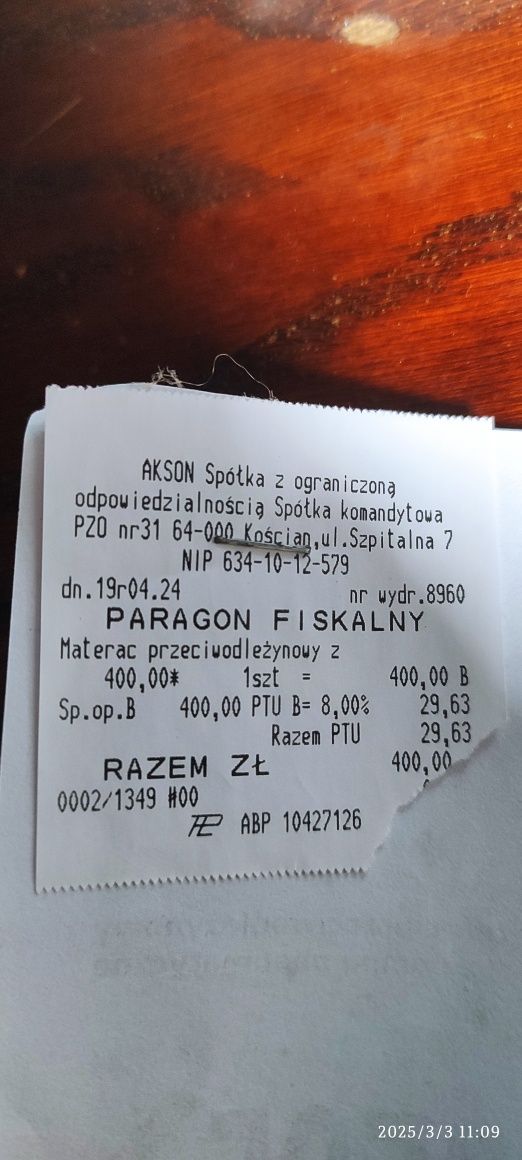 AKSON Spółka z ograniczoną
odpowiedzialnością Spółka komandytowa
PZO nr31 64-000 Kościan,ul.Szpitalna 7
NIP 634-10-12-579
dn.19r04.24 nr wydr.8960
PARAGON FISKALNY
Materac przeciwodleżynowy z
400,00* 1szt = 400,00 B
Sp.op.B 400,00 PTU B= 8,00% 29,63
Razem PTU 29,63
RAZEM ZŁ 400,00
0002/1349 #00
ABP 10427126
2025/3/3 11:09